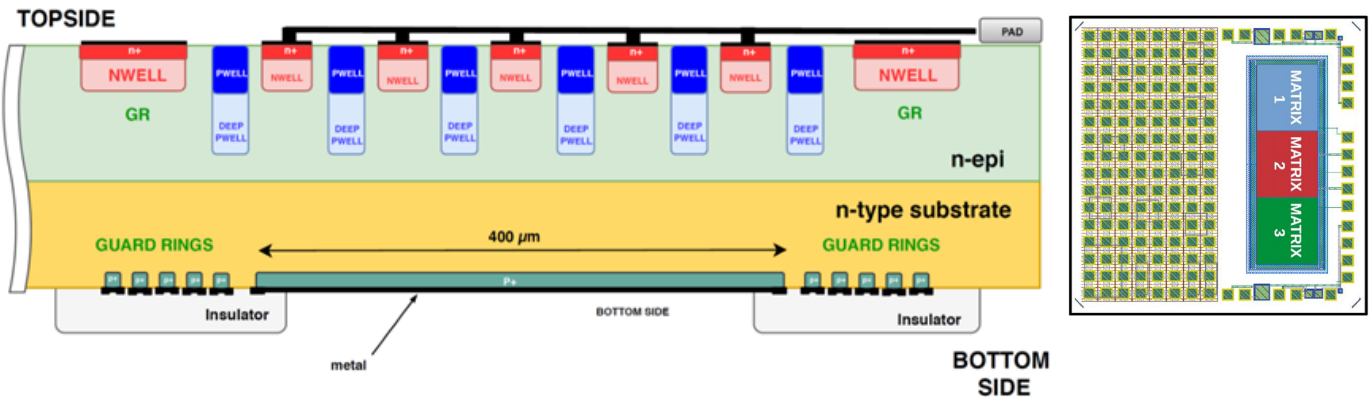 TOPSIDE
PAD
n+ n+ n+ n+ n+ n+ n+
NWELL PWELL NWELL PWELL NWELL PWELL NWELL PWELL NWELL PWELL NWELL PWELL NWELL
GR DEEP PWELL DEEP PWELL DEEP PWELL DEEP PWELL DEEP PWELL DEEP PWELL GR
n-epi
n-type substrate
GUARD RINGS
400 µm
GUARD RINGS
P+ P+ P+ P+ P+ P+ P+ P+ P+ P+ P+
Insulator
BOTTOM SIDE
Insulator
metal
BOTTOM
SIDE
MATRIX
1
MATRIX
2
MATRIX
3